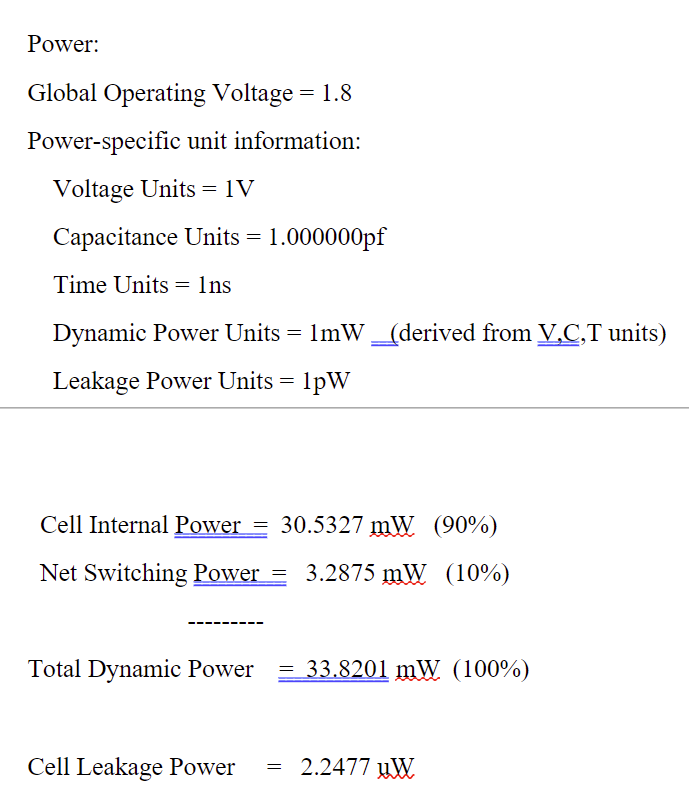 Power:
Global Operating Voltage = 1.8
Power-specific unit information:
Voltage Units = 1V
Capacitance Units = 1.000000pf
Time Units = 1ns
Dynamic Power Units = 1mW (derived from V,C,T units)
Leakage Power Units = 1pW
Cell Internal Power = 30.5327 mW (90%)
Net Switching Power = 3.2875 mW (10%)
---------
Total Dynamic Power = 33.8201 mW (100%)
Cell Leakage Power = 2.2477 uW